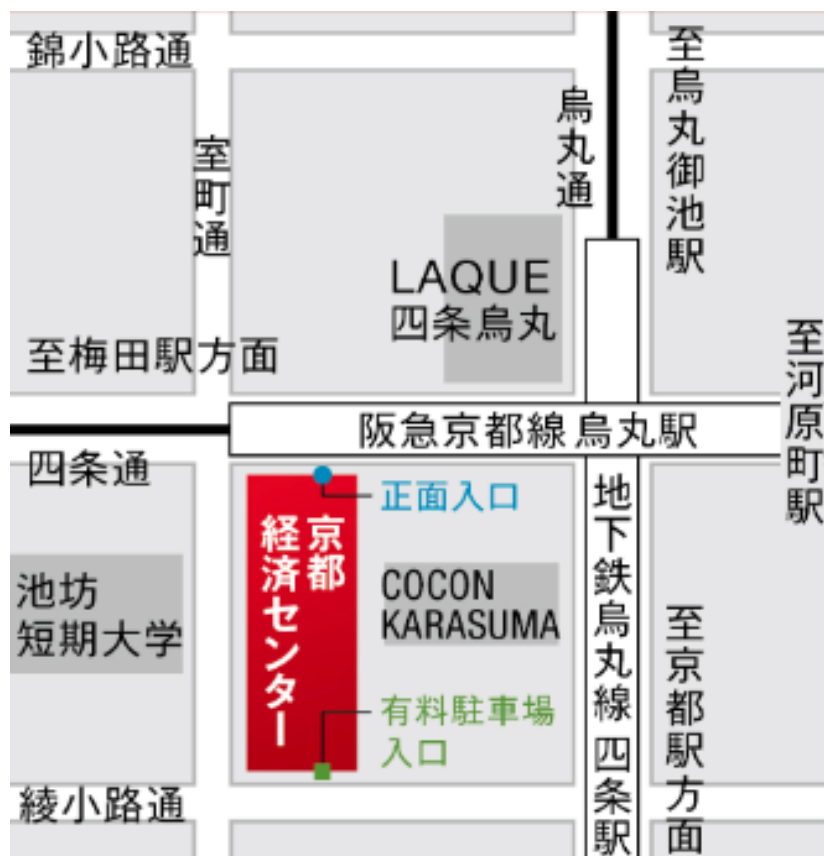 錦小路通
室町通
烏丸通
至烏丸御池駅
LAQUE
四条烏丸
至梅田駅方面
至河原町駅
阪急京都線 烏丸駅
四条通
正面入口
京都
経済センター
地下鉄烏丸線 四条駅
池坊
短期大学
COCON
KARASUMA
至京都駅方面
有料駐車場
入口
綾小路通